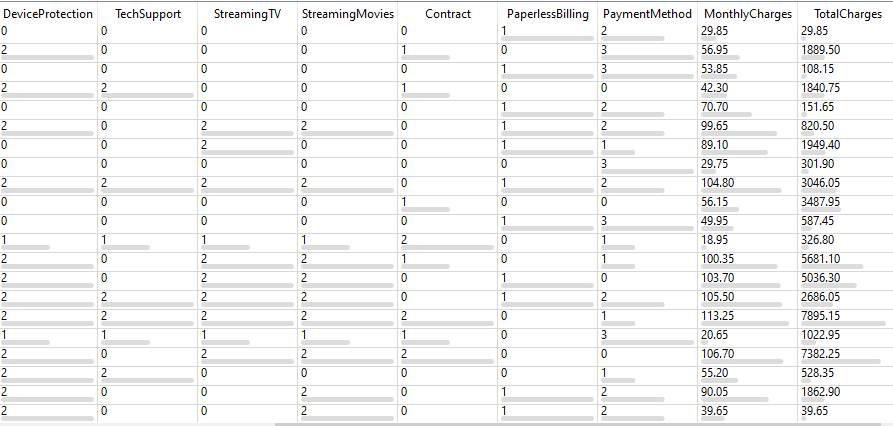 DeviceProtection TechSupport StreamingTV StreamingMovies Contract PaperlessBilling PaymentMethod MonthlyCharges TotalCharges
0 0 0 0 0 1 2 29.85 29.85
2 0 0 0 1 0 3 56.95 1889.50
0 0 0 0 0 1 3 53.85 108.15
2 2 0 0 1 0 0 42.30 1840.75
0 0 0 0 0 1 2 70.70 151.65
2 0 2 2 0 1 2 99.65 820.50
0 0 2 0 0 1 1 89.10 1949.40
0 0 0 0 0 0 3 29.75 301.90
2 2 2 2 0 1 2 104.80 3046.05
0 0 0 0 1 0 0 56.15 3487.95
0 0 0 0 0 1 3 49.95 587.45
1 1 1 1 2 0 1 18.95 326.80
2 0 2 2 1 0 1 100.35 5681.10
2 0 2 2 0 1 0 103.70 5036.30
2 2 2 2 0 1 2 105.50 2686.05
2 2 2 2 2 0 1 113.25 7895.15
1 1 1 1 1 0 3 20.65 1022.95
2 0 2 2 2 0 0 106.70 7382.25
2 2 0 0 0 0 1 55.20 528.35
2 0 0 2 0 1 2 90.05 1862.90
2 0 0 2 0 1 2 39.65 39.65